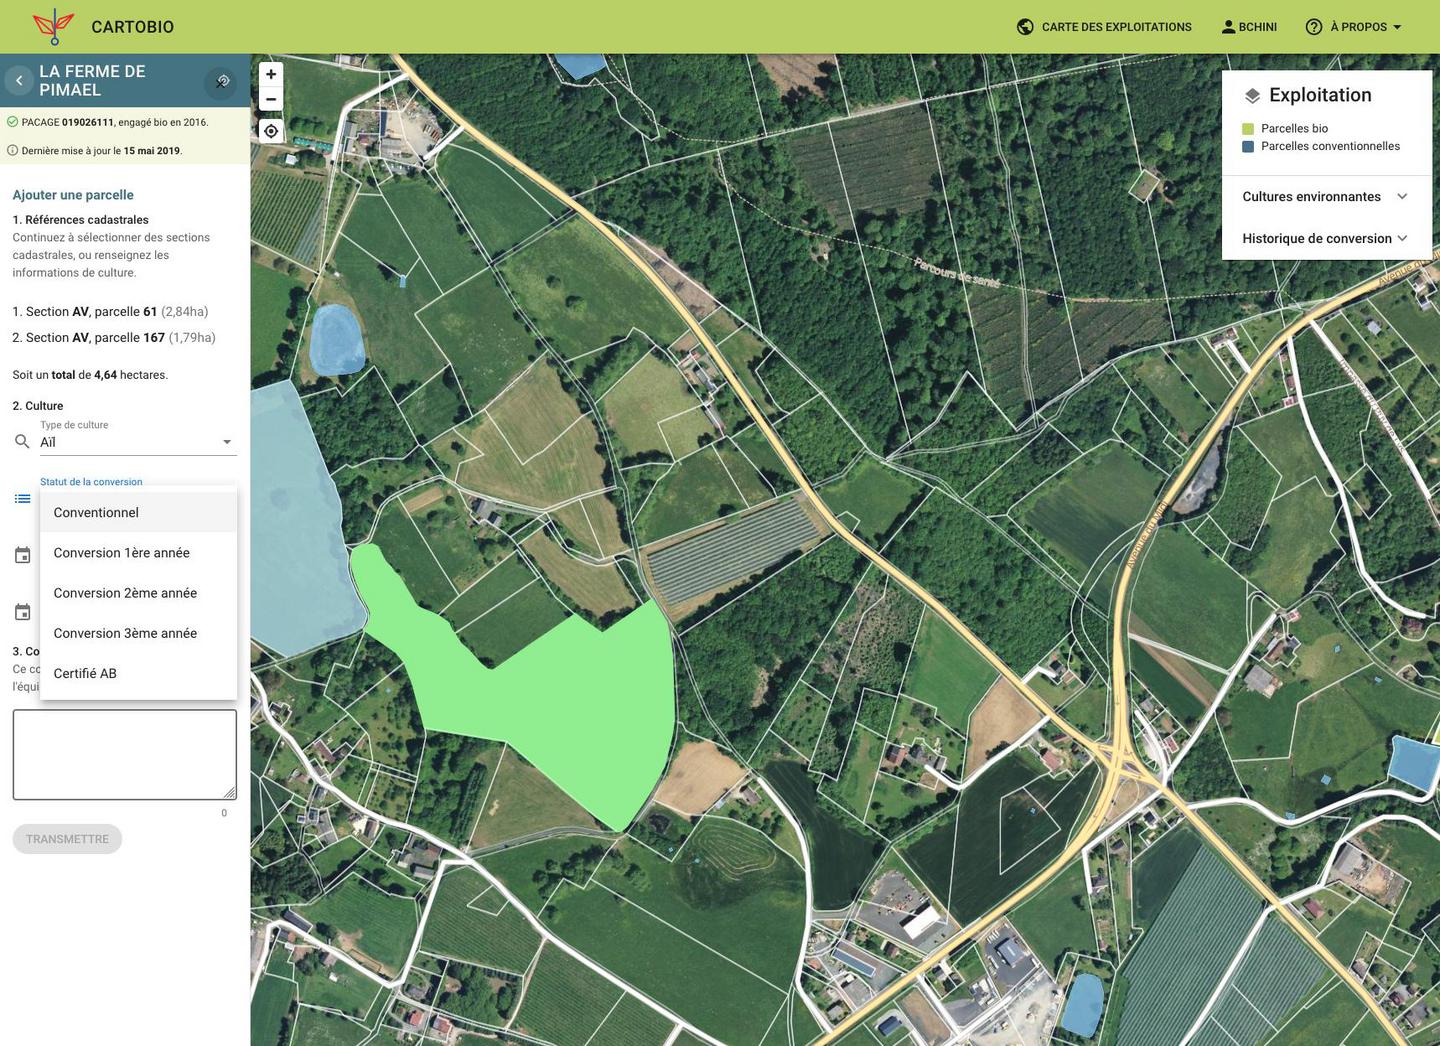 CARTOBIO
CARTE DES EXPLOITATIONS
BCHINI
À PROPOS
LA FERME DE
PIMAEL
PACAGE 019026111, engagé bio en 2016.
Dernière mise à jour le 15 mai 2019.
Ajouter une parcelle
1. Références cadastrales
Continuez à sélectionner des sections
cadastrales, ou renseignez les
informations de culture.
1. Section AV, parcelle 61 (2,84ha)
2. Section AV, parcelle 167 (1,79ha)
Soit un total de 4,64 hectares.
2. Culture
Type de culture
Aïl
Statut de la conversion
Conventionnel
Conversion 1ère année
Conversion 2ème année
Conversion 3ème année
Certifié AB
3. Co
Ce co
l'équi
0
TRANSMETTRE
+
−
Exploitation
Parcelles bio
Parcelles conventionnelles
Cultures environnantes
Historique de conversion
Parcours de santé
Avenue du Midi